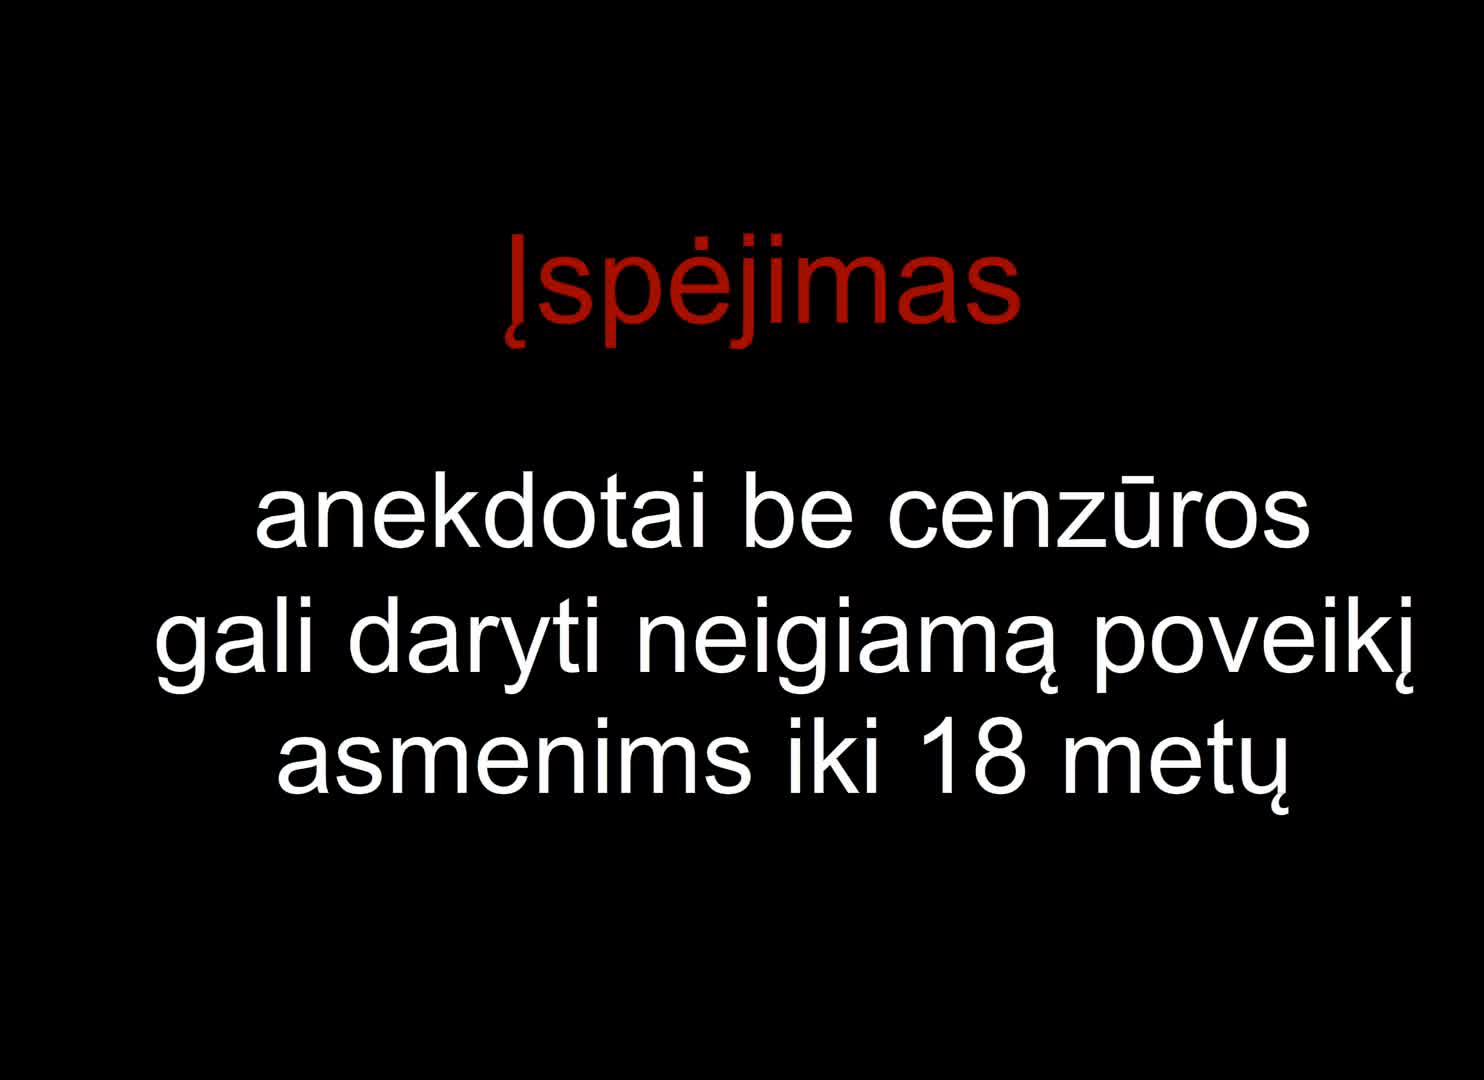 Įspėjimas
anekdotai be cenzūros
gali daryti neigiamą poveikį
asmenims iki 18 metų